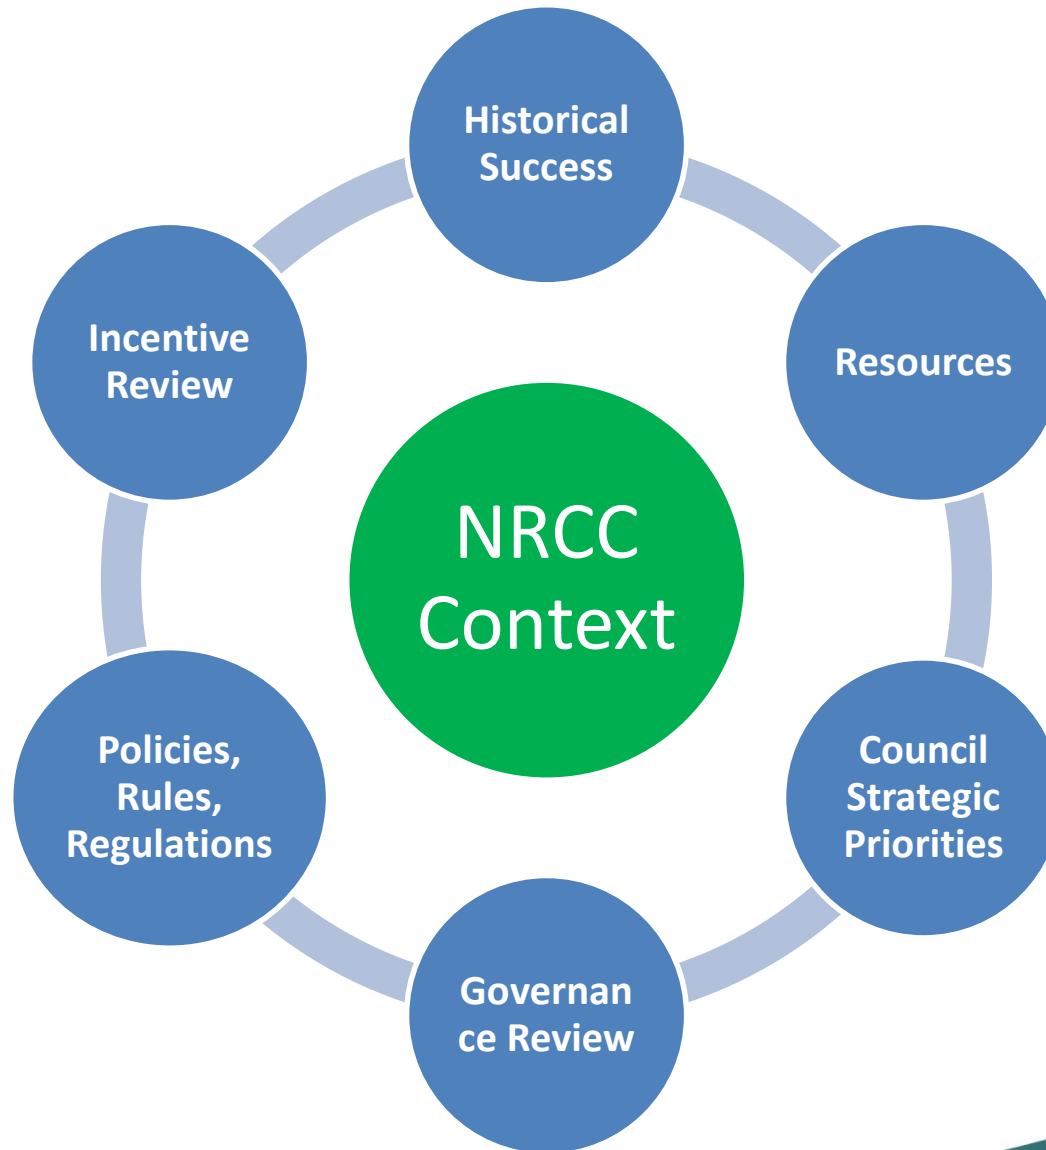 Historical
Success
Resources
Council
Strategic
Priorities
Governan
ce Review
Policies,
Rules,
Regulations
Incentive
Review
NRCC
Context